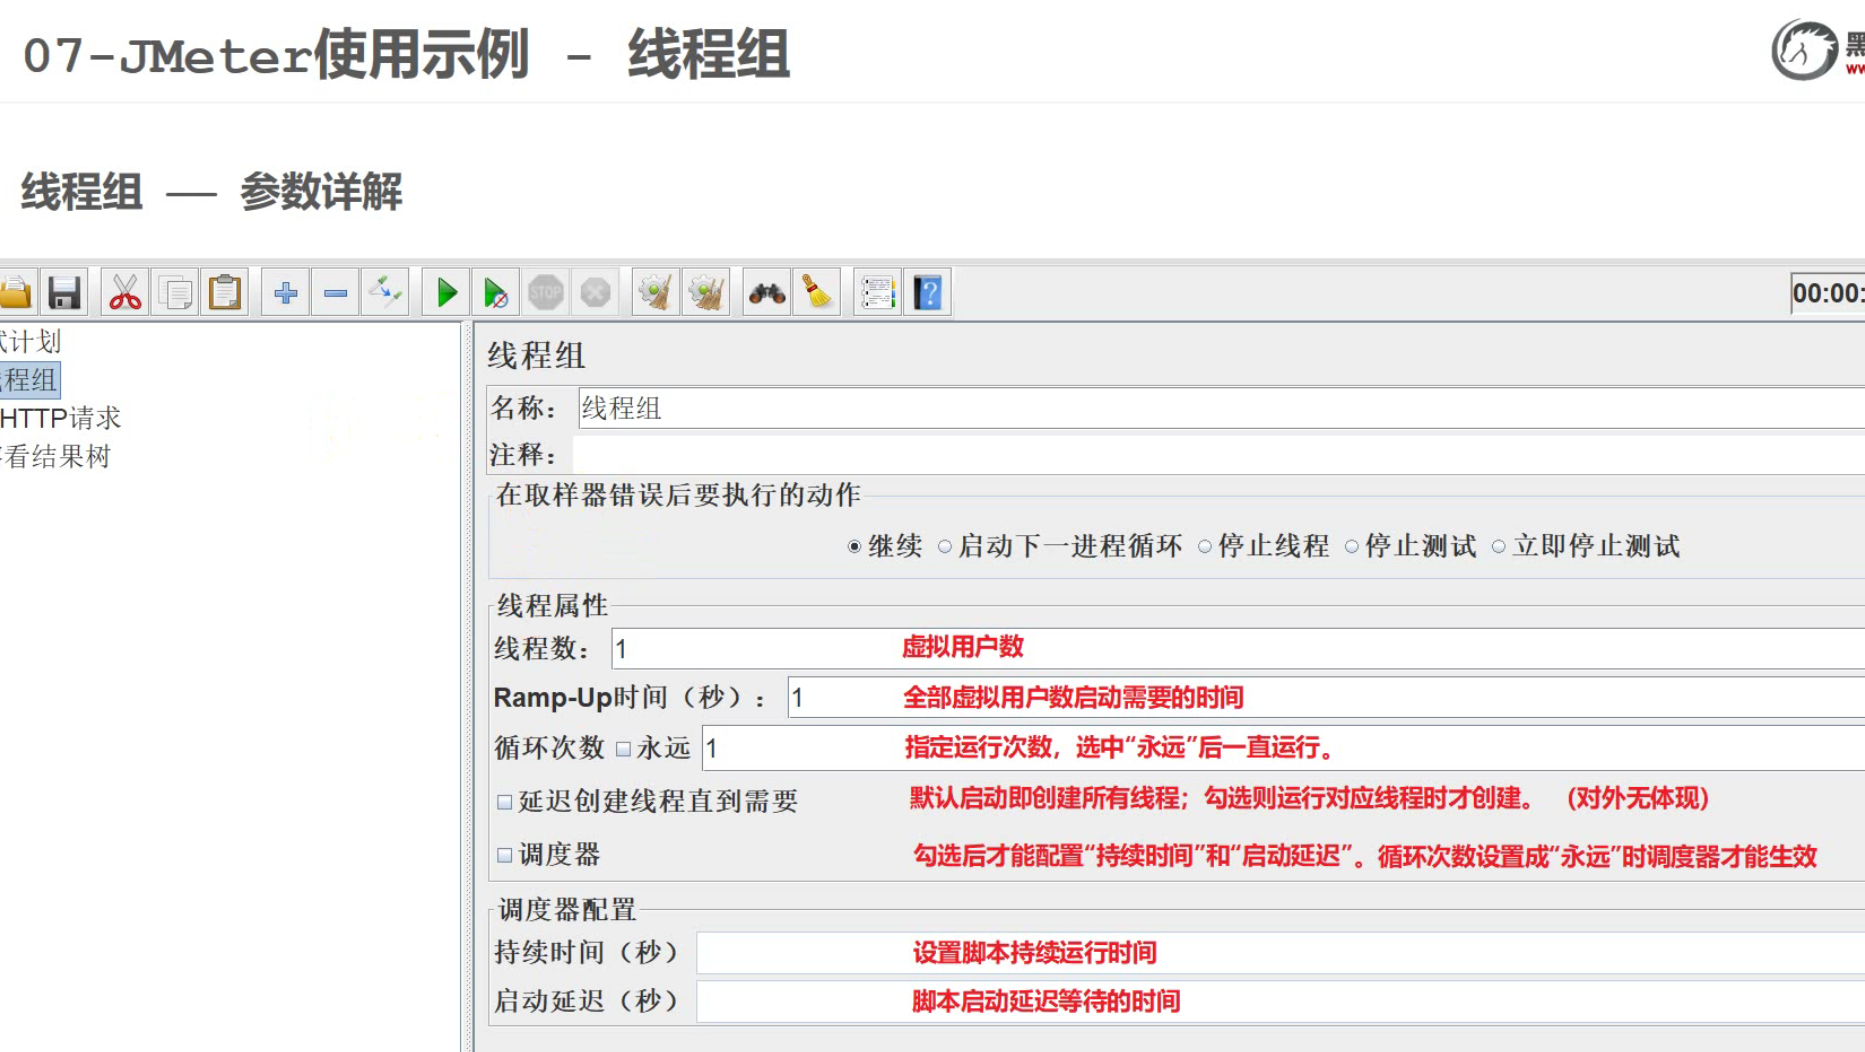 07-JMeter使用示例 - 线程组
黑
ww
线程组 —— 参数详解
STOP
00:00:
试计划
线程组
HTTP请求
看结果树
线程组
名称： 线程组
注释：
在取样器错误后要执行的动作
继续 启动下一进程循环 停止线程 停止测试 立即停止测试
线程属性
线程数： 1 虚拟用户数
Ramp-Up时间（秒）： 1 全部虚拟用户数启动需要的时间
循环次数 永远 1 指定运行次数，选中“永远”后一直运行。
延迟创建线程直到需要 默认启动即创建所有线程；勾选则运行对应线程时才创建。 （对外无体现）
调度器 勾选后才能配置“持续时间”和“启动延迟”。循环次数设置成“永远”时调度器才能生效
调度器配置
持续时间（秒） 设置脚本持续运行时间
启动延迟（秒） 脚本启动延迟等待的时间